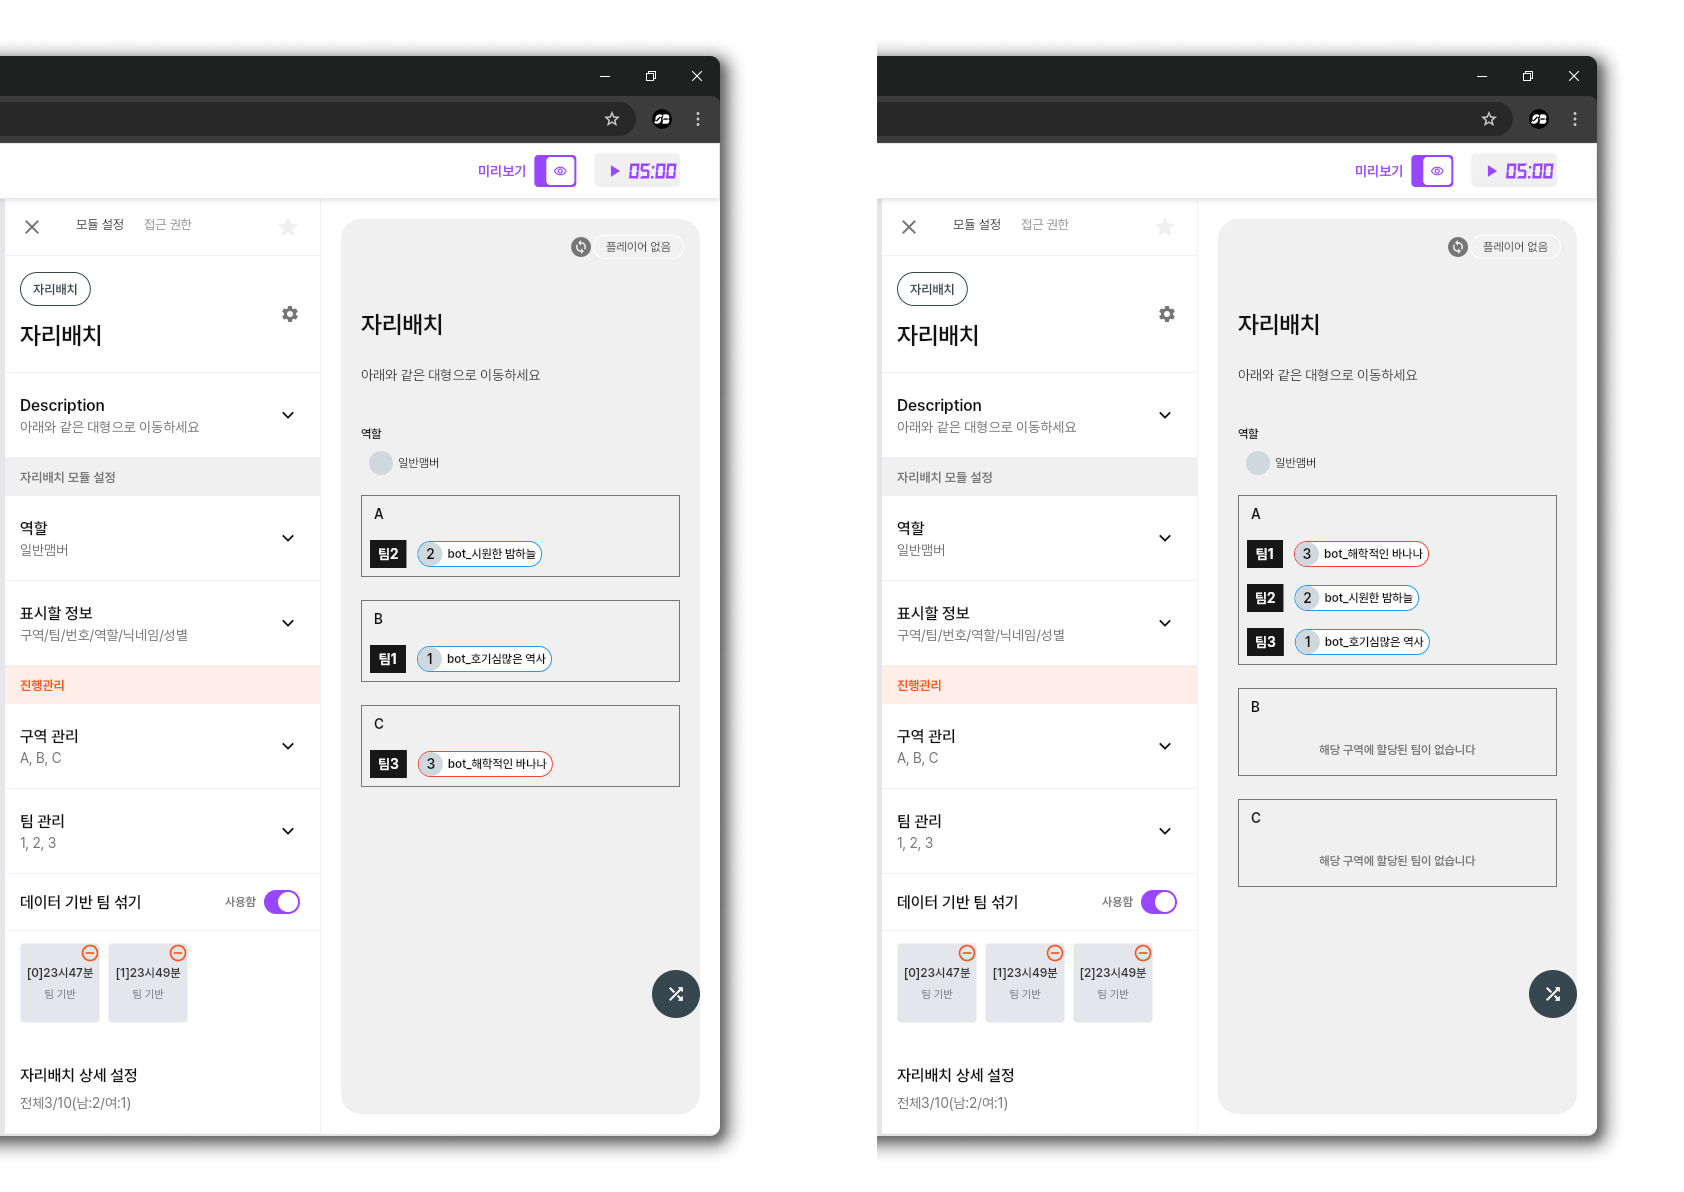 미리보기
05:00
모듈 설정 접근 권한
자리배치
자리배치
Description
아래와 같은 대형으로 이동하세요
자리배치 모듈 설정
역할
일반맴버
표시할 정보
구역/팀/번호/역할/닉네임/성별
진행관리
구역 관리
A, B, C
팀 관리
1, 2, 3
데이터 기반 팀 섞기 사용함
[0]23시47분 [1]23시49분
팀 기반 팀 기반
자리배치 상세 설정
전체3/10(남:2/여:1)
플레이어 없음
자리배치
아래와 같은 대형으로 이동하세요
역할
일반맴버
A
팀2 2 bot_시원한 밤하늘
B
팀1 1 bot_호기심많은 역사
C
팀3 3 bot_해학적인 바나나
미리보기
05:00
모듈 설정 접근 권한
자리배치
자리배치
Description
아래와 같은 대형으로 이동하세요
자리배치 모듈 설정
역할
일반맴버
표시할 정보
구역/팀/번호/역할/닉네임/성별
진행관리
구역 관리
A, B, C
팀 관리
1, 2, 3
데이터 기반 팀 섞기 사용함
[0]23시47분 [1]23시49분 [2]23시49분
팀 기반 팀 기반 팀 기반
자리배치 상세 설정
전체3/10(남:2/여:1)
플레이어 없음
자리배치
아래와 같은 대형으로 이동하세요
역할
일반맴버
A
팀1 3 bot_해학적인 바나나
팀2 2 bot_시원한 밤하늘
팀3 1 bot_호기심많은 역사
B
해당 구역에 할당된 팀이 없습니다
C
해당 구역에 할당된 팀이 없습니다